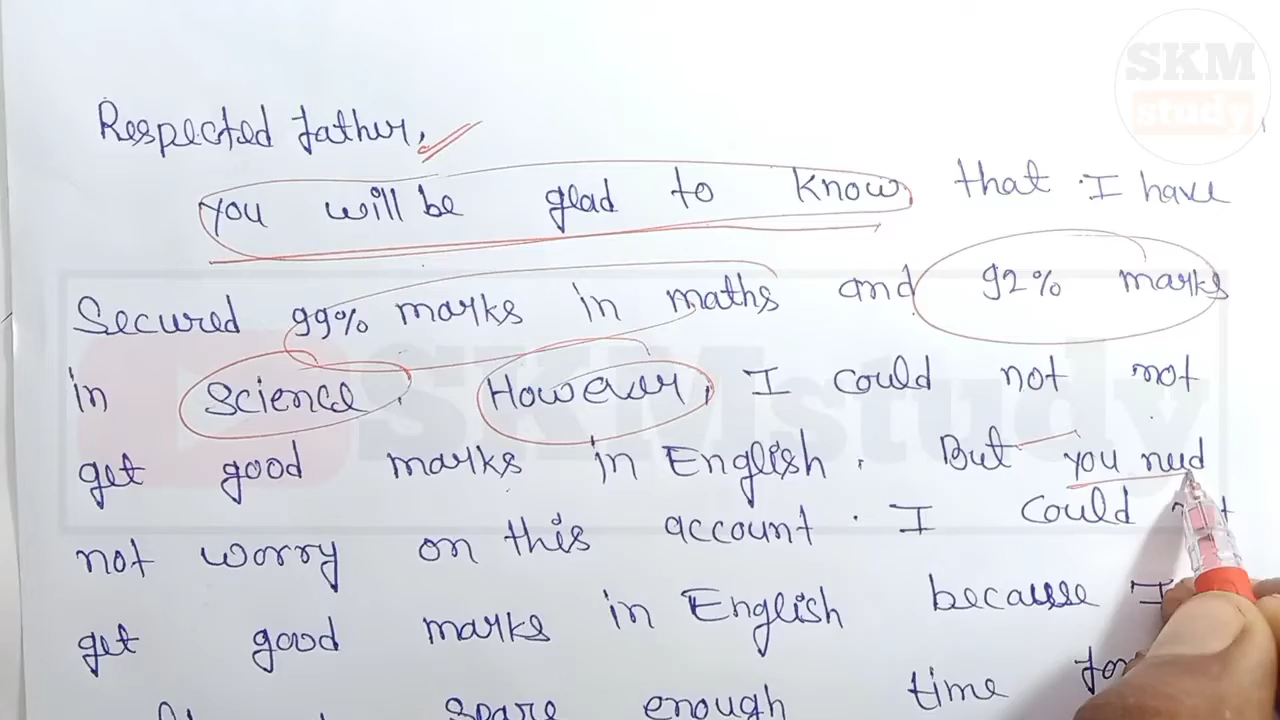 SKM
study
Respected father,
you will be glad to know that I have
Secured 99% marks in maths and 92% marks
in Science. However, I could not not
get good marks in English. But you need
not worry on this account. I could
get good marks in English because I
spare enough time for
SKMstudy